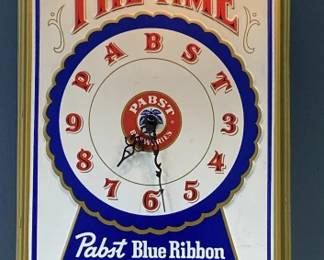 THE TIME
PABST
9 3
8 4
7 5
6
PABST
BREWERIES
Pabst Blue Ribbon